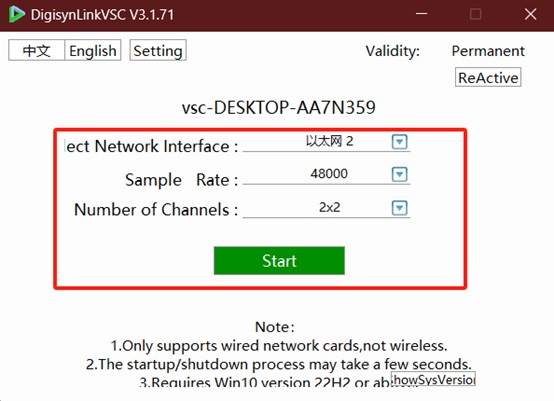 DigisynLinkVSC V3.1.71
中文 English Setting Validity: Permanent
ReActive
vsc-DESKTOP-AA7N359
ect Network Interface : 以太网 2
Sample Rate : 48000
Number of Channels : 2x2
Start
Note:
1.Only supports wired network cards,not wireless.
2.The startup/shutdown process may take a few seconds.
3.Requires Win10 version 22H2 or ab
howSysVersion